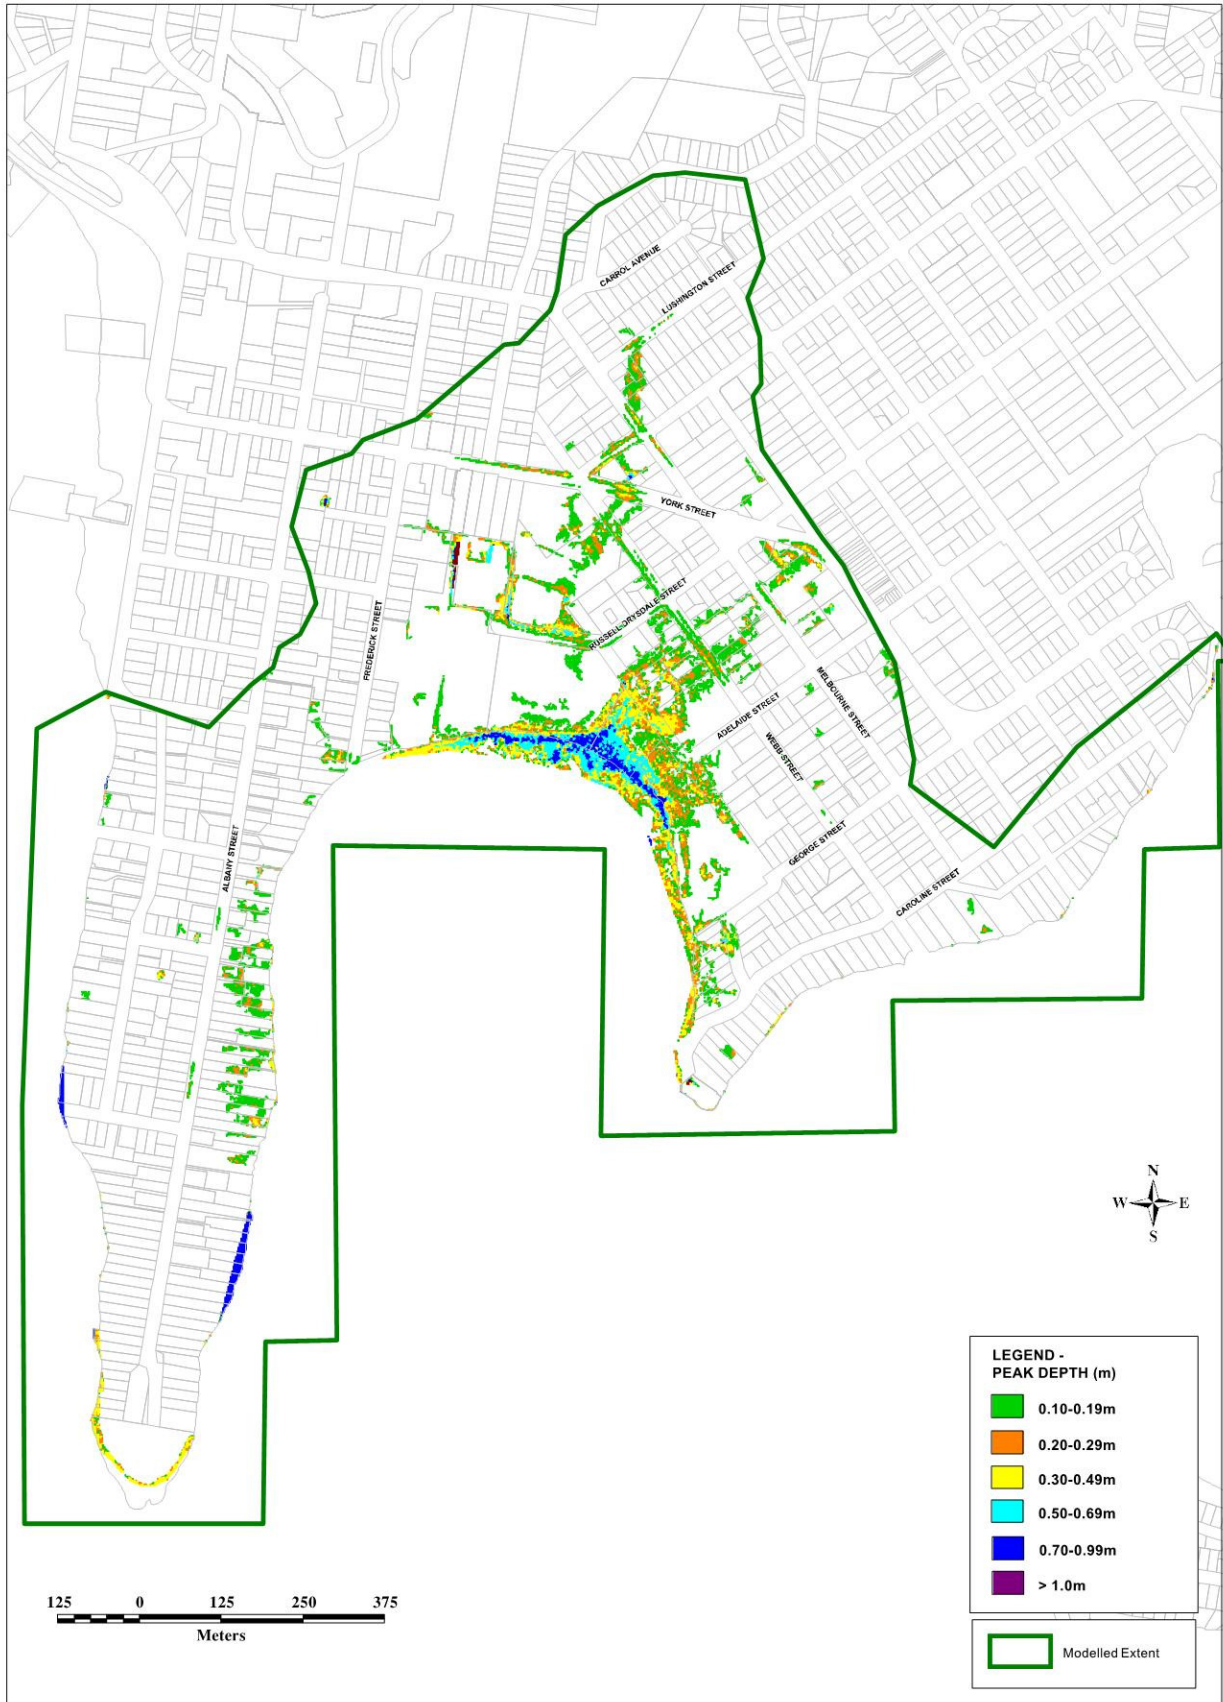 CARROL AVENUE
LUSHINGTON STREET
YORK STREET
RUSSELL DRYSDALE STREET
FREDERICK STREET
MELBOURNE STREET
ADELAIDE STREET
WEBB STREET
GEORGE STREET
ALBANY STREET
CAROLINE STREET
N
W E
S
LEGEND -
PEAK DEPTH (m)
0.10-0.19m
0.20-0.29m
0.30-0.49m
0.50-0.69m
0.70-0.99m
> 1.0m
125 0 125 250 375
Meters
Modelled Extent